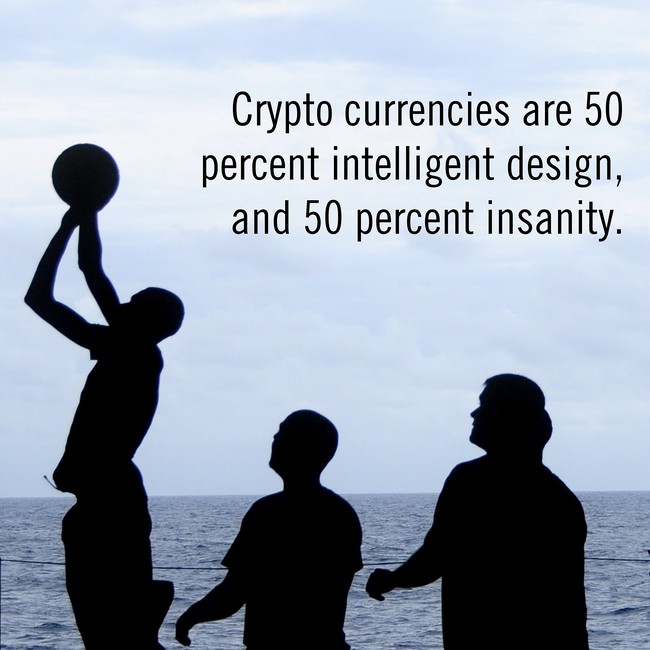 Crypto currencies are 50
percent intelligent design,
and 50 percent insanity.